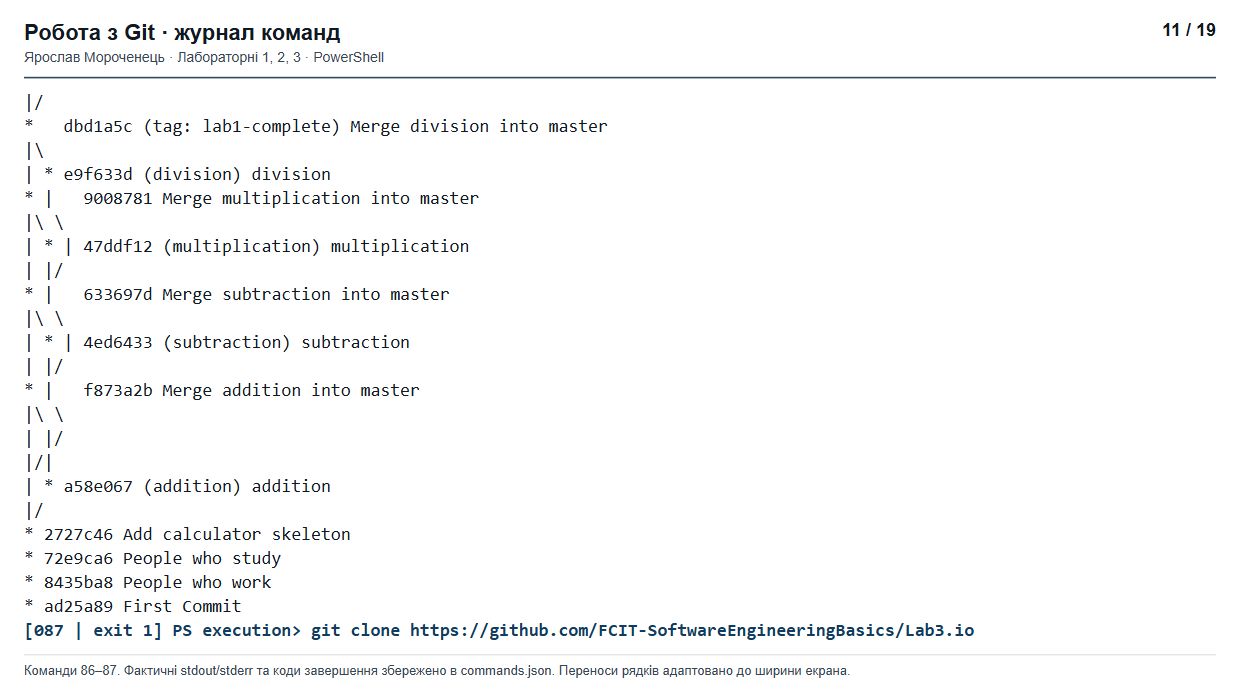 Робота з Git · журнал команд
11 / 19
Ярослав Мороченець · Лабораторні 1, 2, 3 · PowerShell
|/
*   dbd1a5c (tag: lab1-complete) Merge division into master
|\
| * e9f633d (division) division
* |   9008781 Merge multiplication into master
|\ \
| * | 47ddf12 (multiplication) multiplication
| |/
* |   633697d Merge subtraction into master
|\ \
| * | 4ed6433 (subtraction) subtraction
| |/
* |   f873a2b Merge addition into master
|\ \
| |/
|/|
| * a58e067 (addition) addition
|/
* 2727c46 Add calculator skeleton
* 72e9ca6 People who study
* 8435ba8 People who work
* ad25a89 First Commit
[087 | exit 1] PS execution> git clone https://github.com/FCIT-SoftwareEngineeringBasics/Lab3.io
Команди 86–87. Фактичні stdout/stderr та коди завершення збережено в commands.json. Переноси рядків адаптовано до ширини екрана.